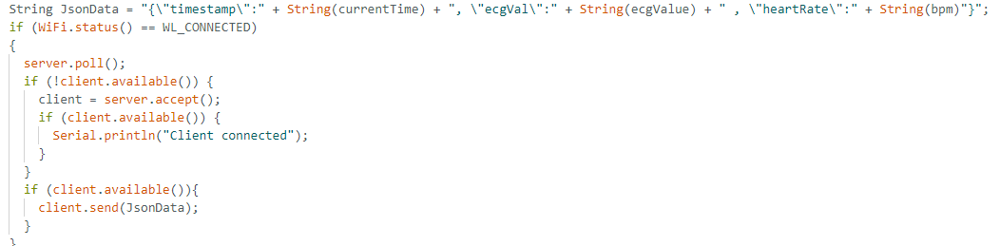 String JsonData = "{\"timestamp\":" + String(currentTime) + ", \"ecgVal\":" + String(ecgValue) + " , \"heartRate\":" + String(bpm)"}";
if (WiFi.status() == WL_CONNECTED)
{
  server.poll();
  if (!client.available()) {
    client = server.accept();
    if (client.available()) {
      Serial.println("Client connected");
    }
  }
  if (client.available()){
    client.send(JsonData);
  }
}